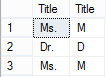 Title Title
1 Ms. M
2 Dr. D
3 Ms. M